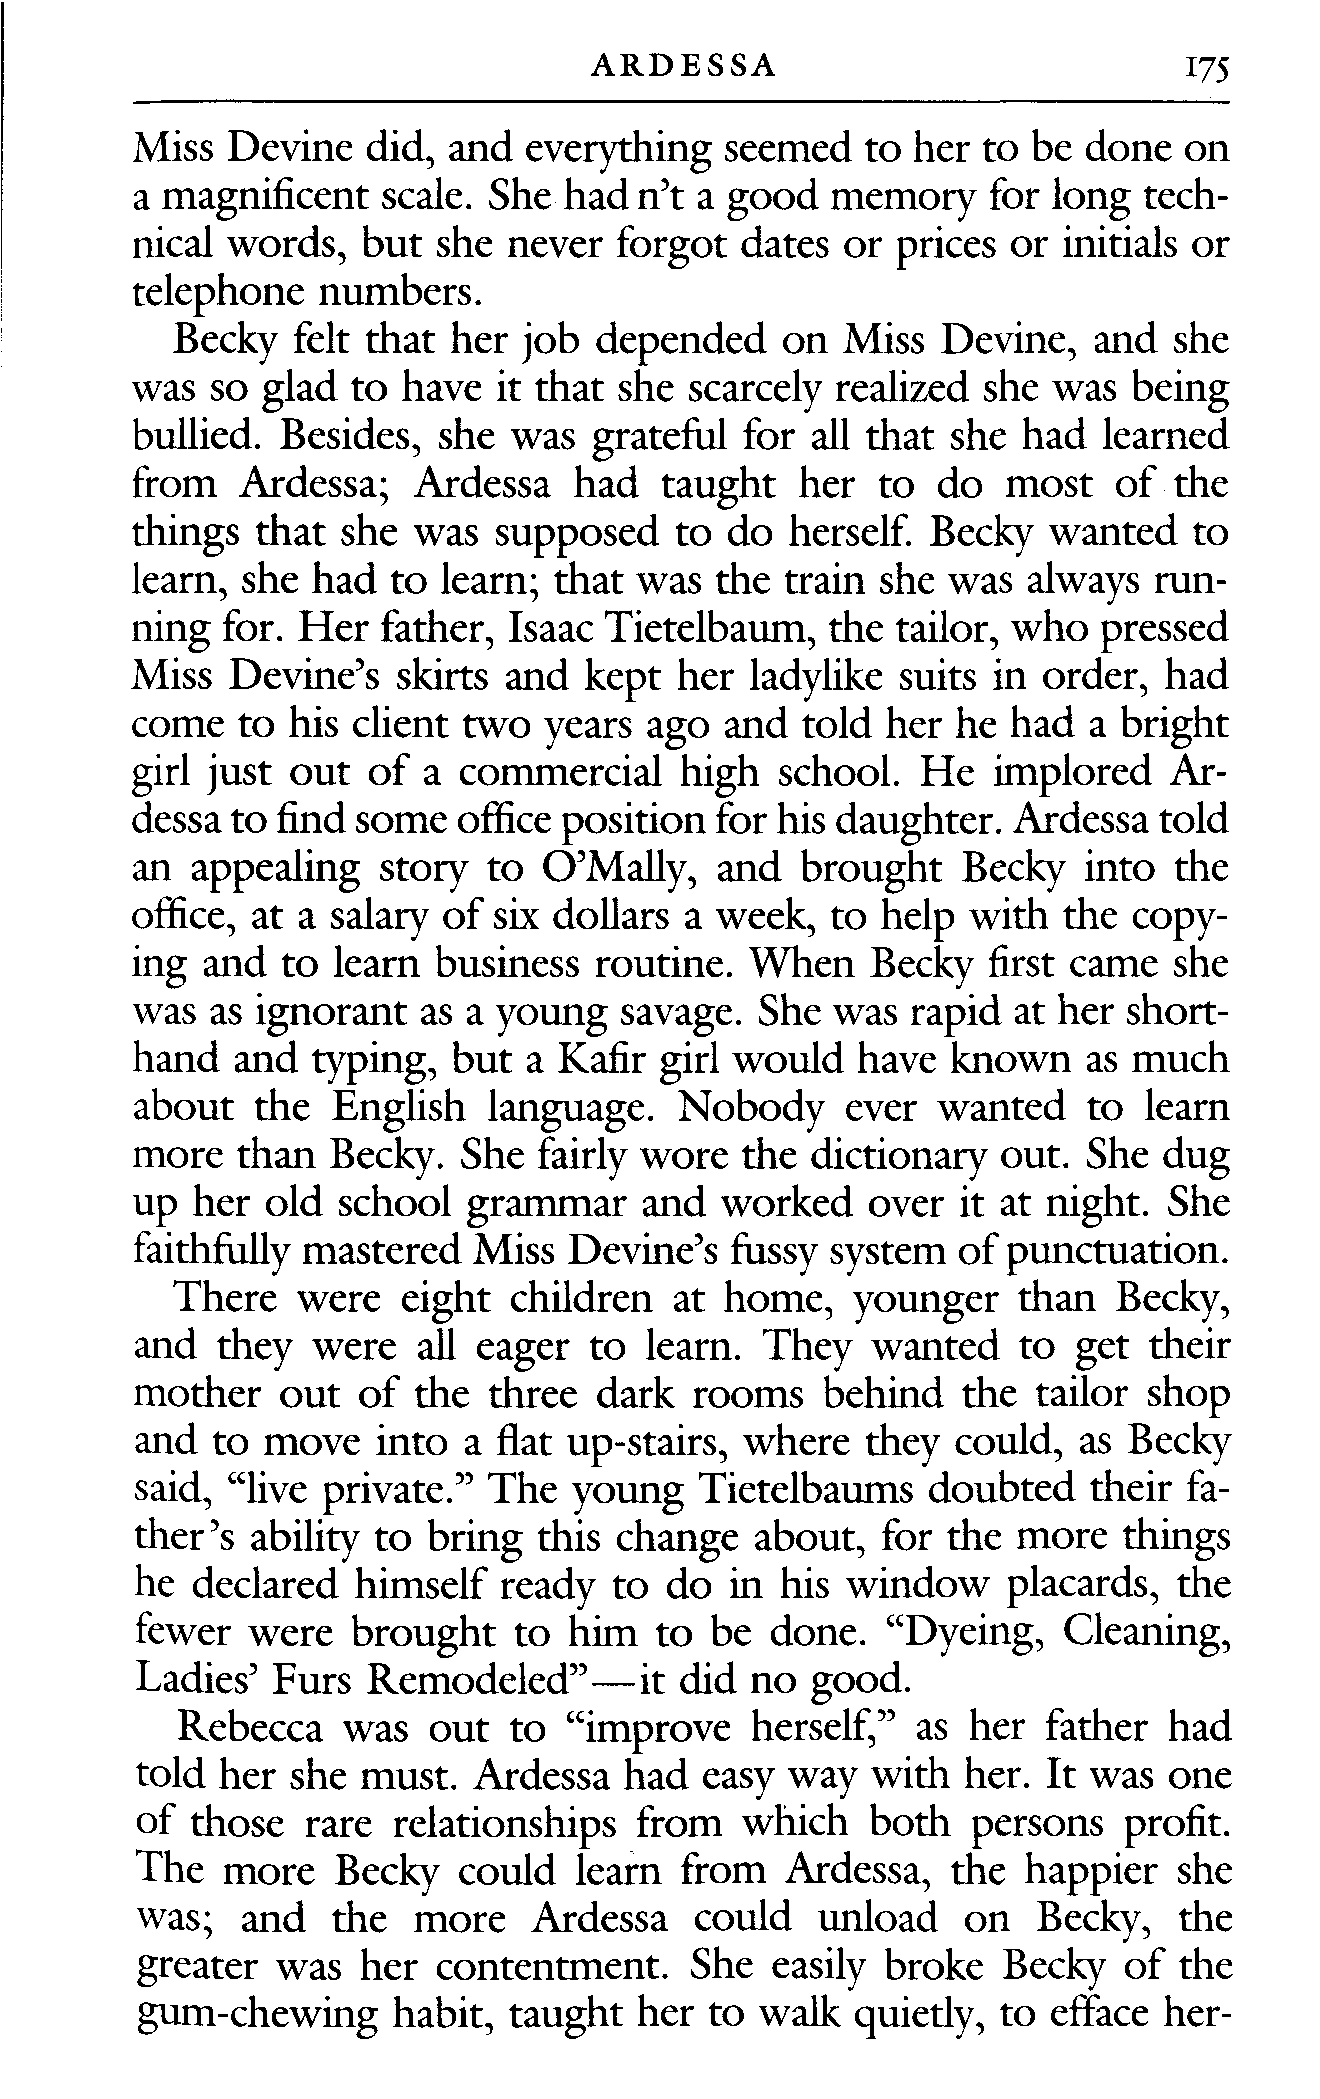 ARDESSA 175
Miss Devine did, and everything seemed to her to be done on
a magnificent scale. She had n't a good memory for long tech-
nical words, but she never forgot dates or prices or initials or
telephone numbers.
Becky felt that her job depended on Miss Devine, and she
was so glad to have it that she scarcely realized she was being
bullied. Besides, she was grateful for all that she had learned
from Ardessa; Ardessa had taught her to do most of the
things that she was supposed to do herself. Becky wanted to
learn, she had to learn; that was the train she was always run-
ning for. Her father, Isaac Tietelbaum, the tailor, who pressed
Miss Devine's skirts and kept her ladylike suits in order, had
come to his client two years ago and told her he had a bright
girl just out of a commercial high school. He implored Ar-
dessa to find some office position for his daughter. Ardessa told
an appealing story to O'Mally, and brought Becky into the
office, at a salary of six dollars a week, to help with the copy-
ing and to learn business routine. When Becky first came she
was as ignorant as a young savage. She was rapid at her short-
hand and typing, but a Kafir girl would have known as much
about the English language. Nobody ever wanted to learn
more than Becky. She fairly wore the dictionary out. She dug
up her old school grammar and worked over it at night. She
faithfully mastered Miss Devine's fussy system of punctuation.
There were eight children at home, younger than Becky,
and they were all eager to learn. They wanted to get their
mother out of the three dark rooms behind the tailor shop
and to move into a flat up-stairs, where they could, as Becky
said, “live private.” The young Tietelbaums doubted their fa-
ther's ability to bring this change about, for the more things
he declared himself ready to do in his window placards, the
fewer were brought to him to be done. “Dyeing, Cleaning,
Ladies' Furs Remodeled”—it did no good.
Rebecca was out to “improve herself,” as her father had
told her she must. Ardessa had easy way with her. It was one
of those rare relationships from which both persons profit.
The more Becky could learn from Ardessa, the happier she
was; and the more Ardessa could unload on Becky, the
greater was her contentment. She easily broke Becky of the
gum-chewing habit, taught her to walk quietly, to efface her-